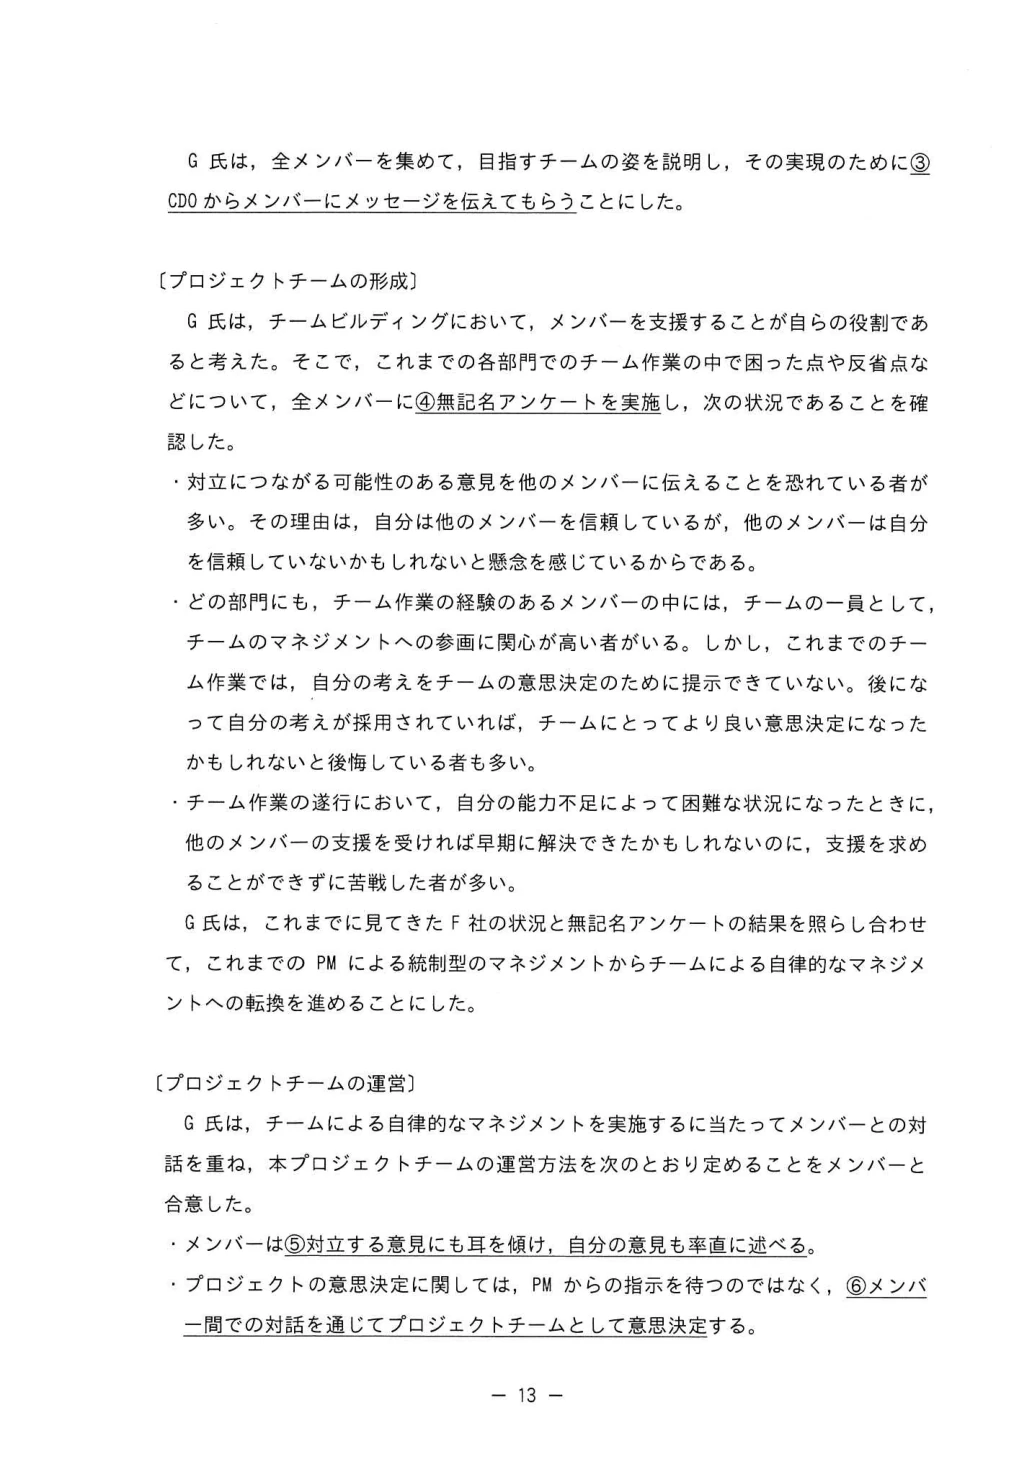 G 氏は，全メンバーを集めて，目指すチームの姿を説明し，その実現のために③
CDO からメンバーにメッセージを伝えてもらうことにした。
〔プロジェクトチームの形成〕
G 氏は，チームビルディングにおいて，メンバーを支援することが自らの役割であ
ると考えた。そこで，これまでの各部門でのチーム作業の中で困った点や反省点な
どについて，全メンバーに④無記名アンケートを実施し，次の状況であることを確
認した。
・対立につながる可能性のある意見を他のメンバーに伝えることを恐れている者が
多い。その理由は，自分は他のメンバーを信頼しているが，他のメンバーは自分
を信頼していないかもしれないと懸念を感じているからである。
・どの部門にも，チーム作業の経験のあるメンバーの中には，チームの一員として，
チームのマネジメントへの参画に関心が高い者がいる。しかし，これまでのチー
ム作業では，自分の考えをチームの意思決定のために提示できていない。後にな
って自分の考えが採用されていれば，チームにとってより良い意思決定になった
かもしれないと後悔している者も多い。
・チーム作業の遂行において，自分の能力不足によって困難な状況になったときに，
他のメンバーの支援を受ければ早期に解決できたかもしれないのに，支援を求め
ることができずに苦戦した者が多い。
G 氏は，これまでに見てきた F 社の状況と無記名アンケートの結果を照らし合わせ
て，これまでの PM による統制型のマネジメントからチームによる自律的なマネジメ
ントへの転換を進めることにした。
〔プロジェクトチームの運営〕
G 氏は，チームによる自律的なマネジメントを実施するに当たってメンバーとの対
話を重ね，本プロジェクトチームの運営方法を次のとおり定めることをメンバーと
合意した。
・メンバーは⑤対立する意見にも耳を傾け，自分の意見も率直に述べる。
・プロジェクトの意思決定に関しては，PM からの指示を待つのではなく，⑥メンバ
ー間での対話を通じてプロジェクトチームとして意思決定する。
－ 13 －